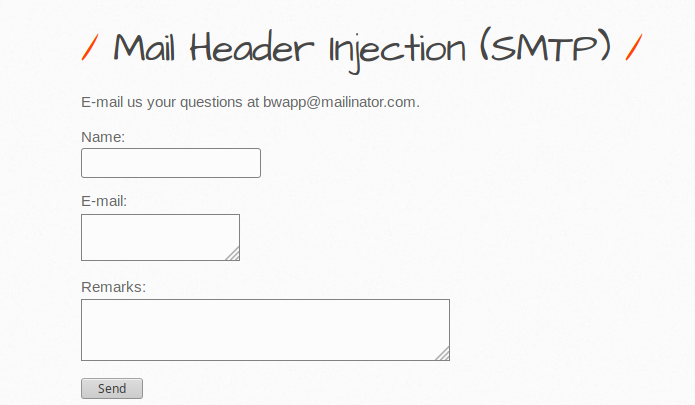 / Mail Header Injection (SMTP) /
E-mail us your questions at bwapp@mailinator.com.
Name:
E-mail:
Remarks:
Send